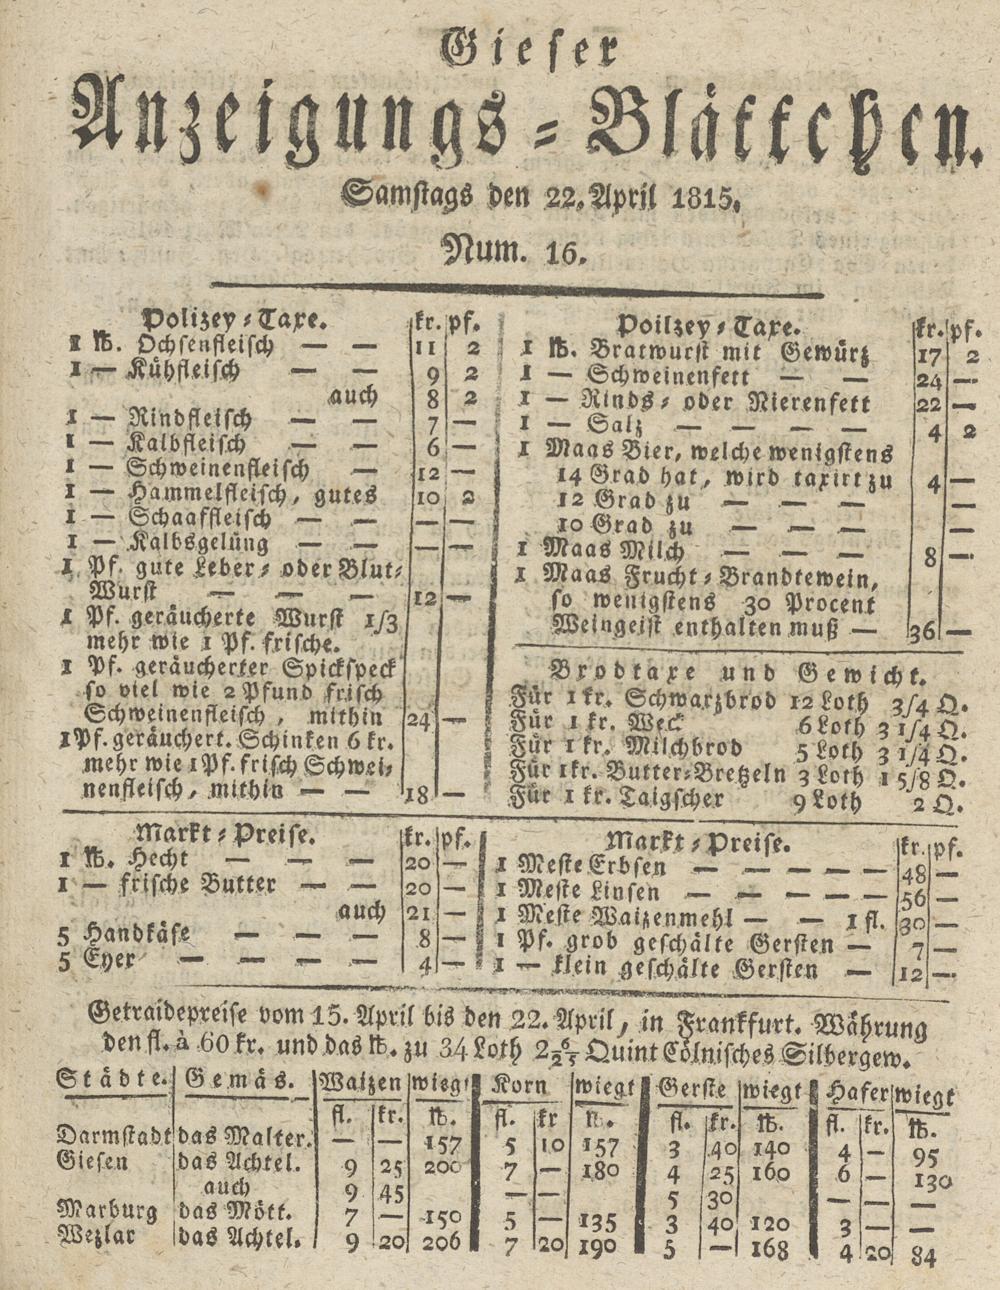 Gieser
Anzeigungs-Blättchen.
Samstags den 22. April 1815.
Num. 16.
Polizey-Taxe. kr. pf.
1 ℔. Ochsenfleisch — — 11 2
1 — Kühfleisch — — 9 2
auch 8 2
1 — Rindfleisch — — 7 —
1 — Kalbfleisch — — 6 —
1 — Schweinenfleisch — 12 —
1 — Hammelfleisch, gutes 10 2
1 — Schaaffleisch — — — —
1 — Kalbsgelüng — — — —
1 Pf. gute Leber- oder Blut-
Wurst — — — 12 —
1 Pf. geräucherte Wurst 1/3
mehr wie 1 Pf. frische.
1 Pf. geräucherter Spickspeck
so viel wie 2 Pfund frisch
Schweinenfleisch, mithin 24 —
1 Pf. geräuchert. Schinken 6 kr.
mehr wie 1 Pf. frisch Schwei-
nenfleisch, mithin — — 18 —
Poilzey-Taxe. kr. pf.
1 ℔. Bratwurst mit Gewürz 17 2
1 — Schweinenfett — — 24 —
1 — Rinds- oder Nierenfett 22 —
1 — Salz — — — — 4 2
1 Maas Bier, welche wenigstens
14 Grad hat, wird taxirt zu 4 —
12 Grad zu — — — —
10 Grad zu — — — —
1 Maas Milch — — — 8 —
1 Maas Frucht-Brandtewein,
so wenigstens 30 Procent
Weingeist enthalten muß — 36 —
Brodtaxe und Gewicht.
Für 1 kr. Schwarzbrod 12 Loth 3/4 Q.
Für 1 kr. Weck 6 Loth 3 1/4 Q.
Für 1 kr. Milchbrod 5 Loth 3 1/4 Q.
Für 1 kr. Butter-Bretzeln 3 Loth 1 5/8 Q.
Für 1 kr. Taigscher 9 Loth 2 Q.
Markt-Preise. kr. pf.
1 ℔. Hecht — — — 20 —
1 — frische Butter — — 20 —
auch 21 —
5 Handkäse — — — 8 —
5 Eyer — — — — 4 —
Markt-Preise. kr. pf.
1 Meste Erbsen — — — — — 48 —
1 Meste Linsen — — — — — 56 —
1 Meste Waizenmehl — — 1 fl. 30 —
1 Pf. grob geschälte Gersten — 7 —
1 — klein geschälte Gersten — 12 —
Getraidepreise vom 15. April bis den 22. April, in Frankfurt. Währung
den fl. à 60 kr. und das ℔. zu 34 Loth Quint Cölnisches Silbergew.
Städte. Gemäs. Waizen wiegt Korn wiegt Gerste wiegt Hafer wiegt
fl. kr. ℔. fl. kr ℔. fl. kr. ℔. fl. kr. ℔.
Darmstadt das Malter. — — 157 5 10 157 3 40 140 4 — 95
Giesen das Achtel. 9 25 200 7 — 180 4 25 160 6 — 130
auch 9 45 — — 5 30 — — —
Marburg das Mött. 7 — 150 5 — 135 3 40 120 3 — —
Wezlar das Achtel. 9 20 206 7 20 190 5 — 168 4 20 84